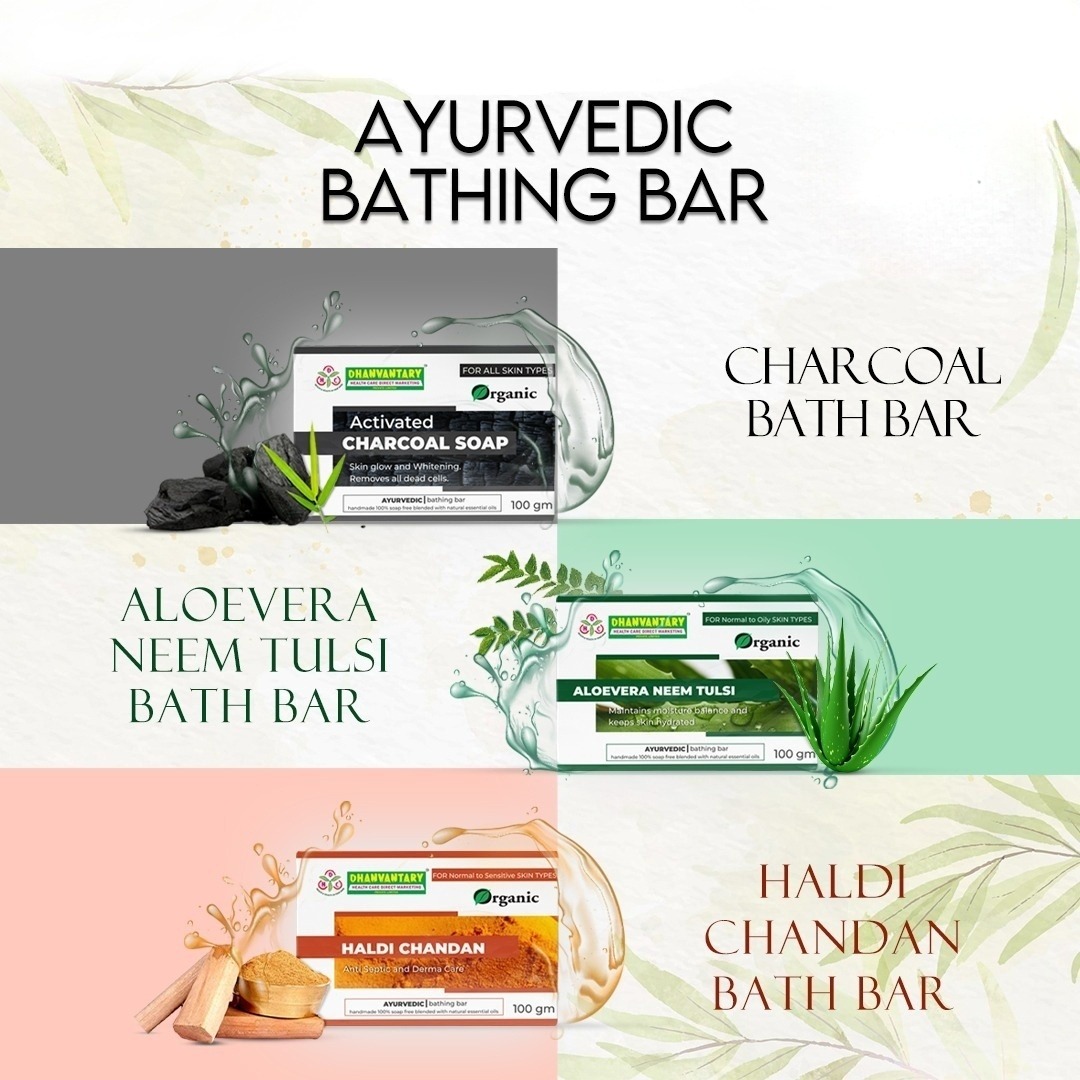 AYURVEDIC
BATHING BAR
DHANVANTARY
HEALTH CARE DIRECT MARKETING
FOR ALL SKIN TYPES
Organic
Activated
CHARCOAL SOAP
Skin glow and Whitening.
Removes all dead cells.
AYURVEDIC | bathing bar
handmade 100% soap free blended with natural essential oils
100 gm
CHARCOAL
BATH BAR
ALOEVERA
NEEM TULSI
BATH BAR
DHANVANTARY
HEALTH CARE DIRECT MARKETING
FOR Normal to Oily SKIN TYPES
Organic
ALOEVERA NEEM TULSI
Maintains moisture balance and
keeps skin hydrated
AYURVEDIC | bathing bar
handmade 100% soap free blended with natural essential oils
100 gm
DHANVANTARY
HEALTH CARE DIRECT MARKETING
FOR Normal to Sensitive SKIN TYPES
Organic
HALDI CHANDAN
Anti Septic and Derma Care
AYURVEDIC | bathing bar
handmade 100% soap free blended with natural essential oils
100 gm
HALDI
CHANDAN
BATH BAR